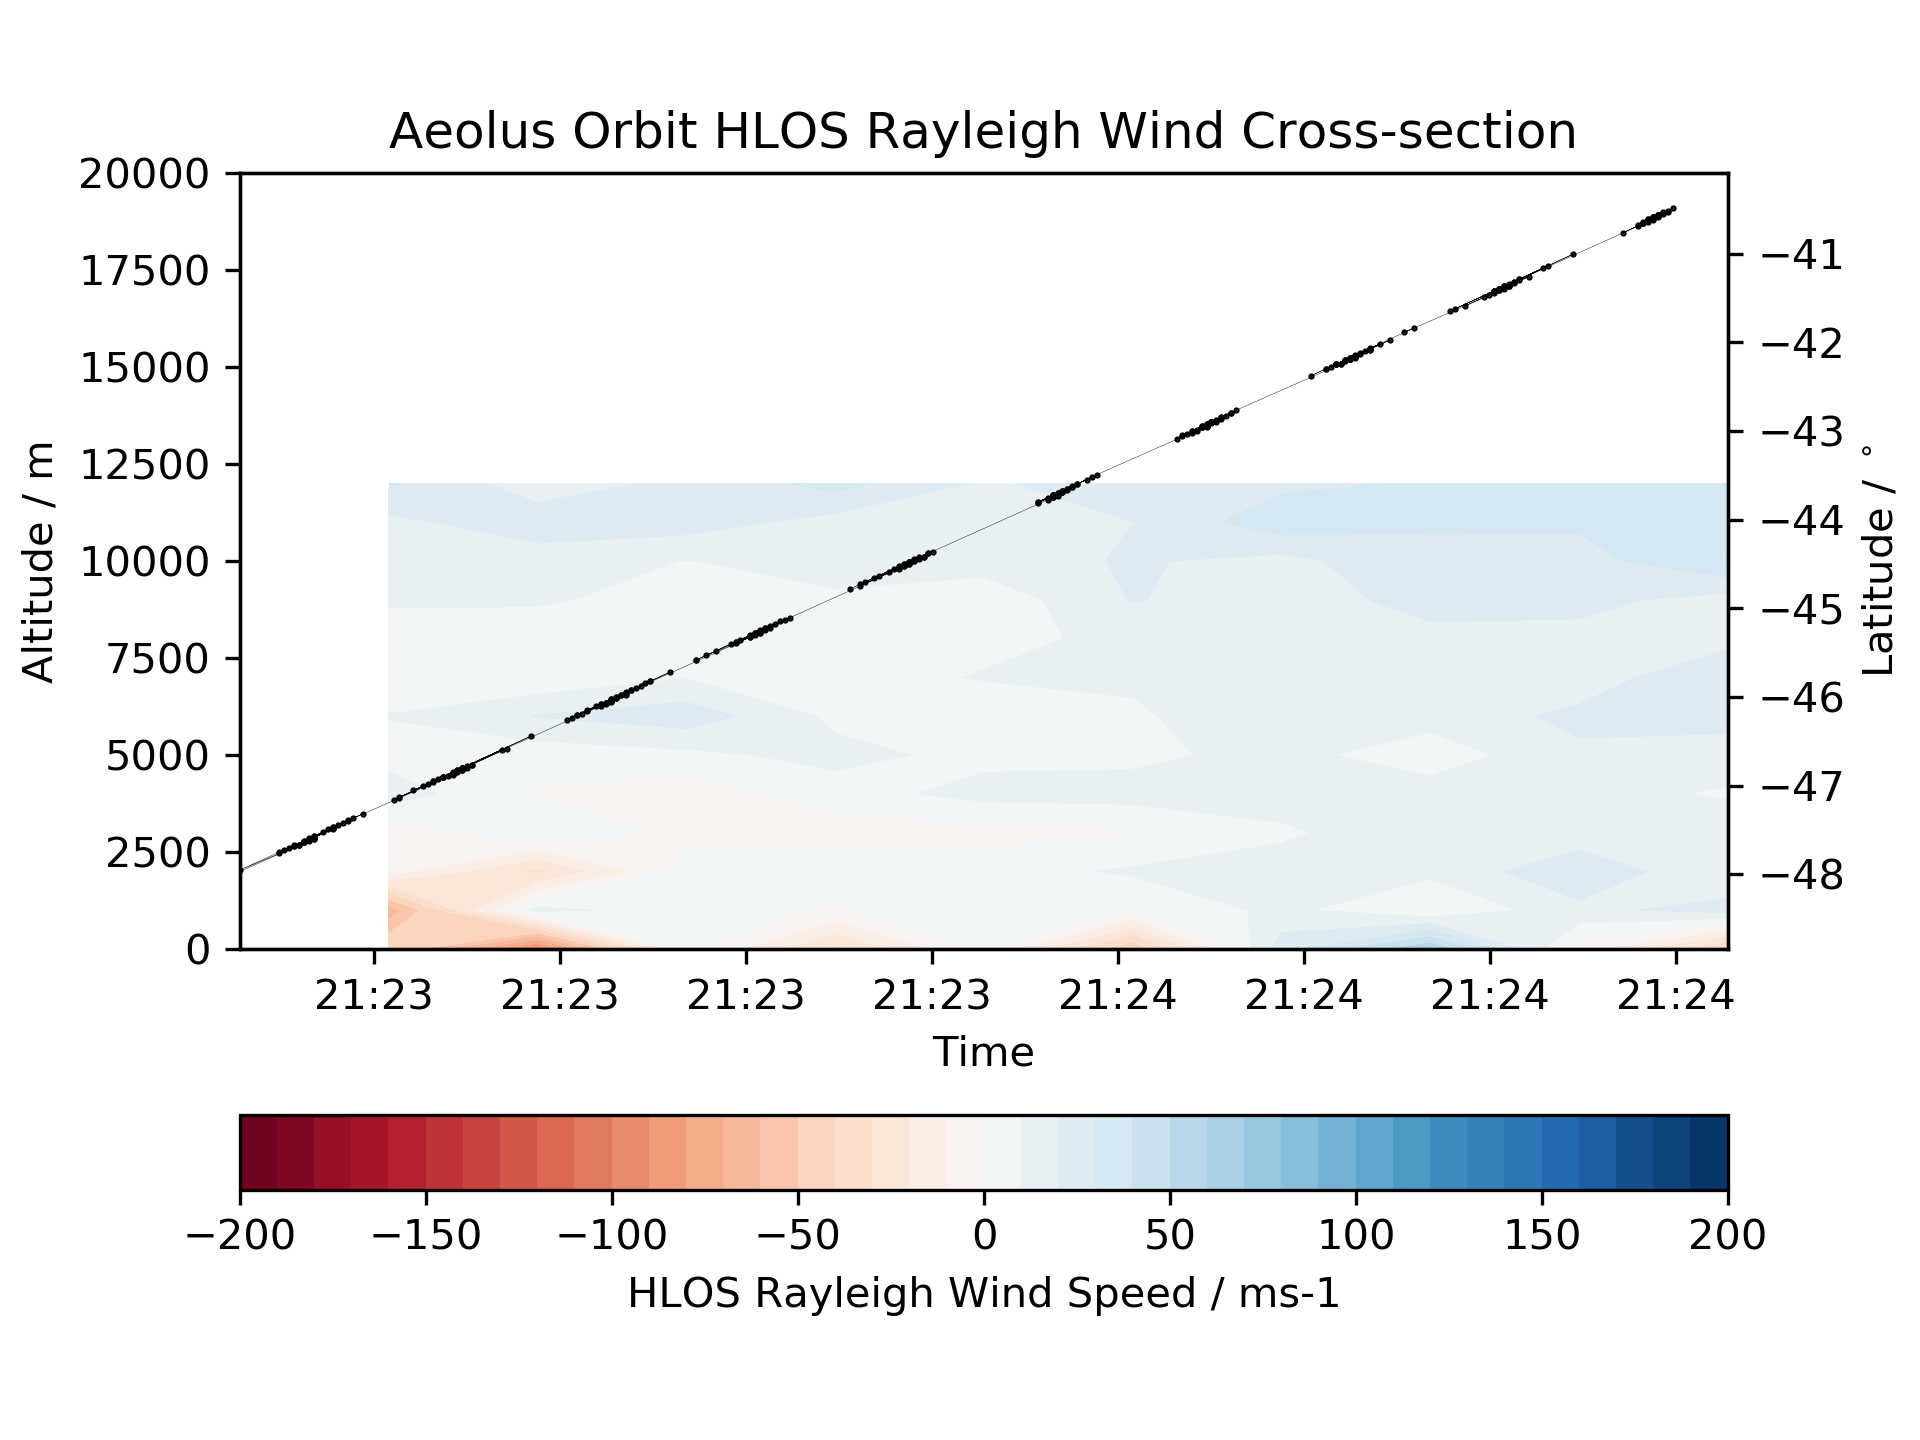 Aeolus Orbit HLOS Rayleigh Wind Cross-section
20000
17500
15000
12500
10000
7500
5000
2500
0
Altitude / m
−41
−42
−43
−44
−45
−46
−47
−48
Latitude / °
21:23 21:23 21:23 21:23 21:24 21:24 21:24 21:24
Time
−200 −150 −100 −50 0 50 100 150 200
HLOS Rayleigh Wind Speed / ms-1